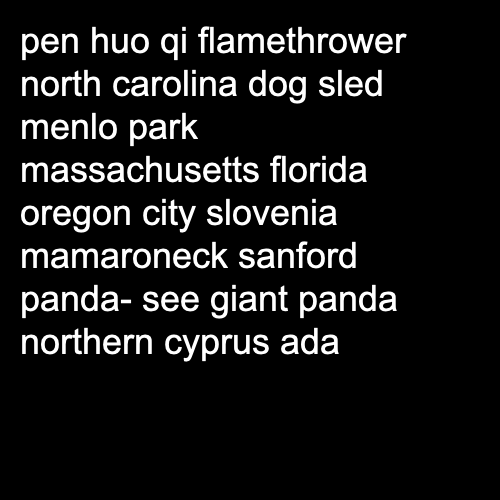 pen huo qi flamethrower
north carolina dog sled
menlo park
massachusetts florida
oregon city slovenia
mamaroneck sanford
panda- see giant panda
northern cyprus ada